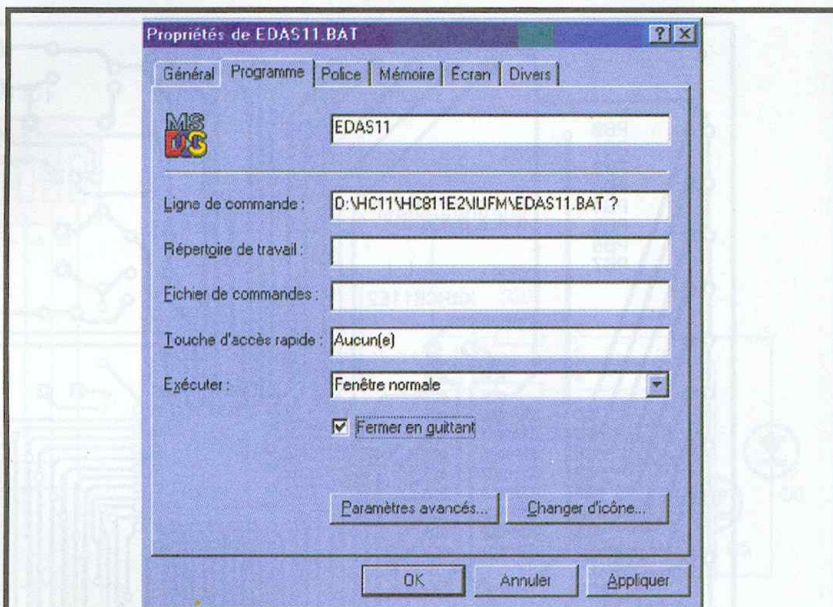 Propriétés de EDAS11.BAT
Général Programme Police Mémoire Écran Divers
MS
DOS
EDAS11
Ligne de commande : D:\HC11\HC811E2\IUFM\EDAS11.BAT ?
Répertoire de travail :
Fichier de commandes :
Touche d'accès rapide : Aucun(e)
Exécuter : Fenêtre normale
Fermer en quittant
Paramètres avancés... Changer d'icône...
OK Annuler Appliquer